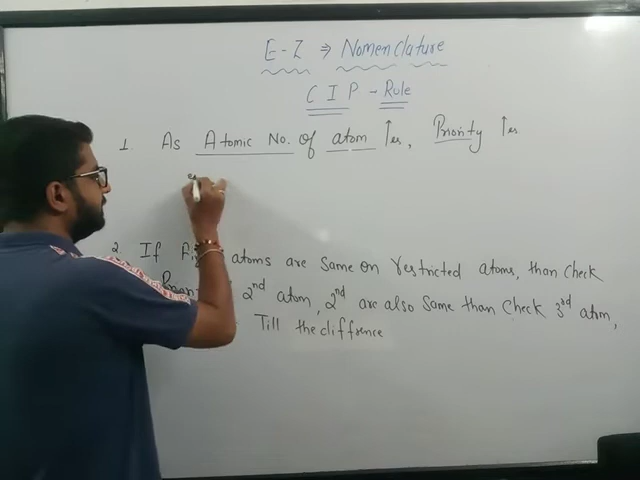 E-Z ⇒ Nomenclature
C I P - Rule
1. As Atomic No. of atom ↑es, Priority ↑es
2. If atoms are same on restricted atoms, than check
2nd atom, 2nd are also same than check 3rd atom,
Till the diffrence